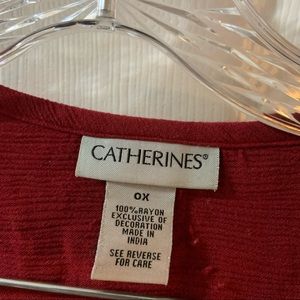 CATHERINES®
0X
100%RAYON
EXCLUSIVE OF
DECORATION
MADE IN
INDIA
SEE REVERSE
FOR CARE